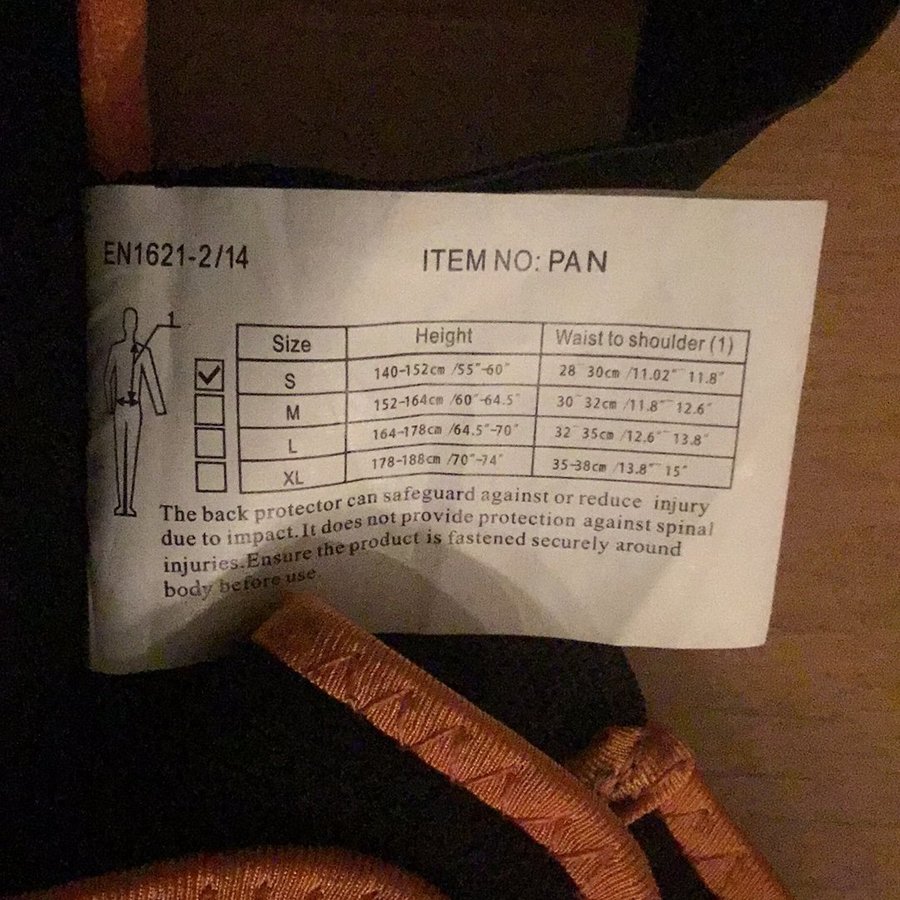 EN1621-2/14 ITEM NO: PAN
1
Size Height Waist to shoulder (1)
S 140-152cm /55"-60" 28¯30cm /11.02"¯11.8"
M 152-164cm /60"-64.5" 30¯32cm /11.8"¯12.6"
L 164-178cm /64.5"-70" 32¯35cm /12.6"¯13.8"
XL 178-188cm /70"-74" 35-38cm /13.8"¯15"
The back protector can safeguard against or reduce injury
due to impact. It does not provide protection against spinal
injuries. Ensure the product is fastened securely around
body before use.